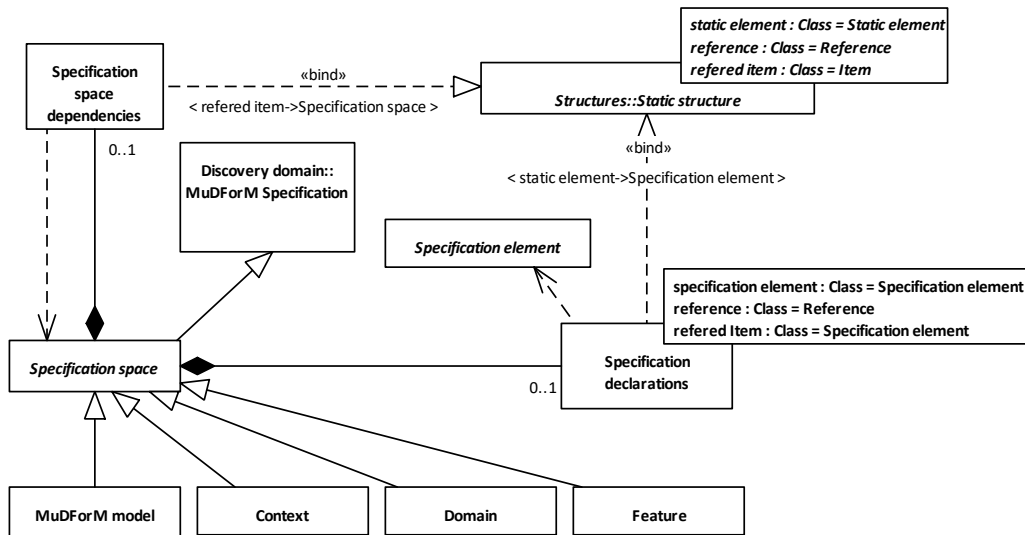 static element : Class = Static element
reference : Class = Reference
refered item : Class = Item
Specification
space
dependencies
«bind»
< refered item->Specification space >
Structures::Static structure
0..1
Discovery domain::
MuDForM Specification
«bind»
< static element->Specification element >
Specification element
specification element : Class = Specification element
reference : Class = Reference
refered Item : Class = Specification element
Specification space
Specification
declarations
0..1
MuDForM model
Context
Domain
Feature